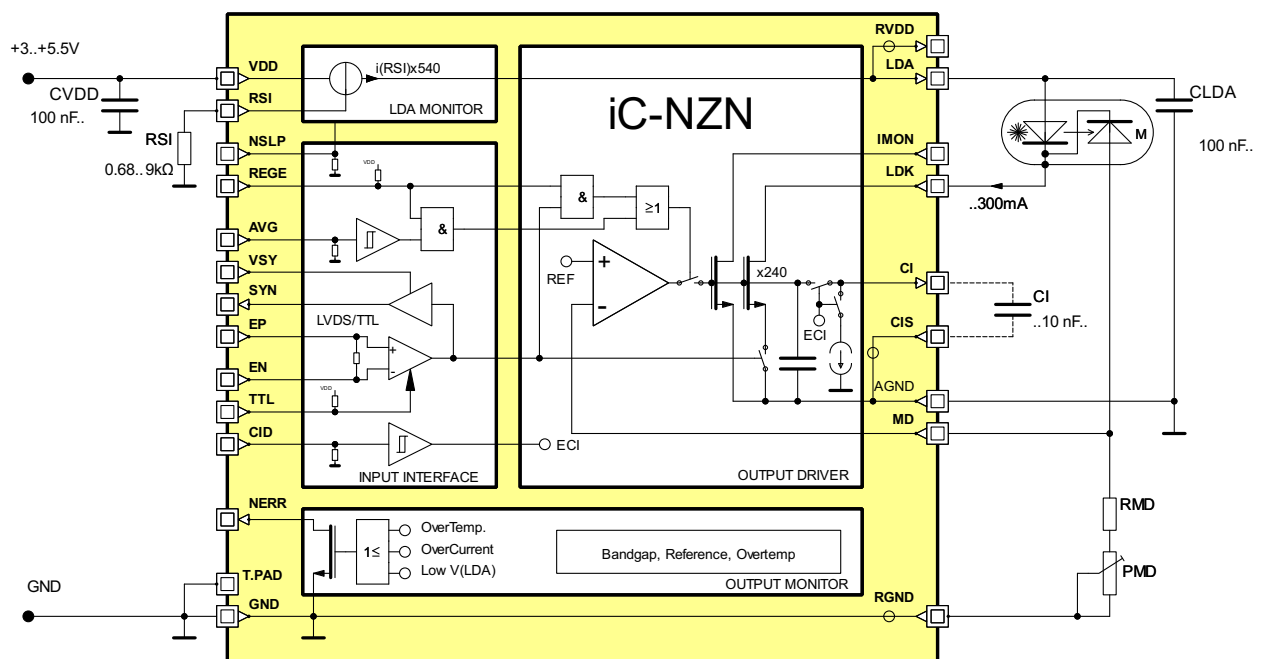 +3..+5.5V
CVDD
100 nF..
RSI
0.68..9kΩ
GND
VDD
RSI
NSLP
REGE
AVG
VSY
SYN
EP
EN
TTL
CID
NERR
T.PAD
GND
i(RSI)x540
LDA MONITOR
VDD
&
LVDS/TTL
+
-
VDD
ECI
INPUT INTERFACE
iC-NZN
&
≥1
REF
+
-
x240
ECI
OUTPUT DRIVER
1≤
OverTemp.
OverCurrent
Low V(LDA)
Bandgap, Reference, Overtemp
OUTPUT MONITOR
RVDD
LDA
IMON
LDK
CI
CIS
AGND
MD
RGND
M
CLDA
100 nF..
..300mA
CI
..10 nF..
RMD
PMD